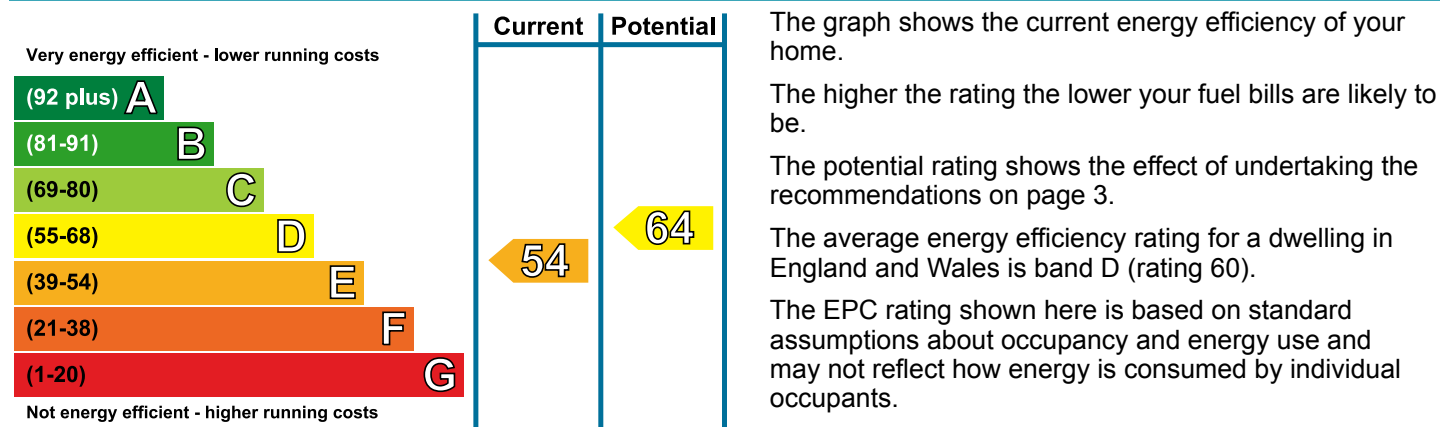 Current Potential
Very energy efficient - lower running costs
(92 plus) A
(81-91) B
(69-80) C
(55-68) D
(39-54) E
(21-38) F
(1-20) G
Not energy efficient - higher running costs
54
64
The graph shows the current energy efficiency of your
home.
The higher the rating the lower your fuel bills are likely to
be.
The potential rating shows the effect of undertaking the
recommendations on page 3.
The average energy efficiency rating for a dwelling in
England and Wales is band D (rating 60).
The EPC rating shown here is based on standard
assumptions about occupancy and energy use and
may not reflect how energy is consumed by individual
occupants.